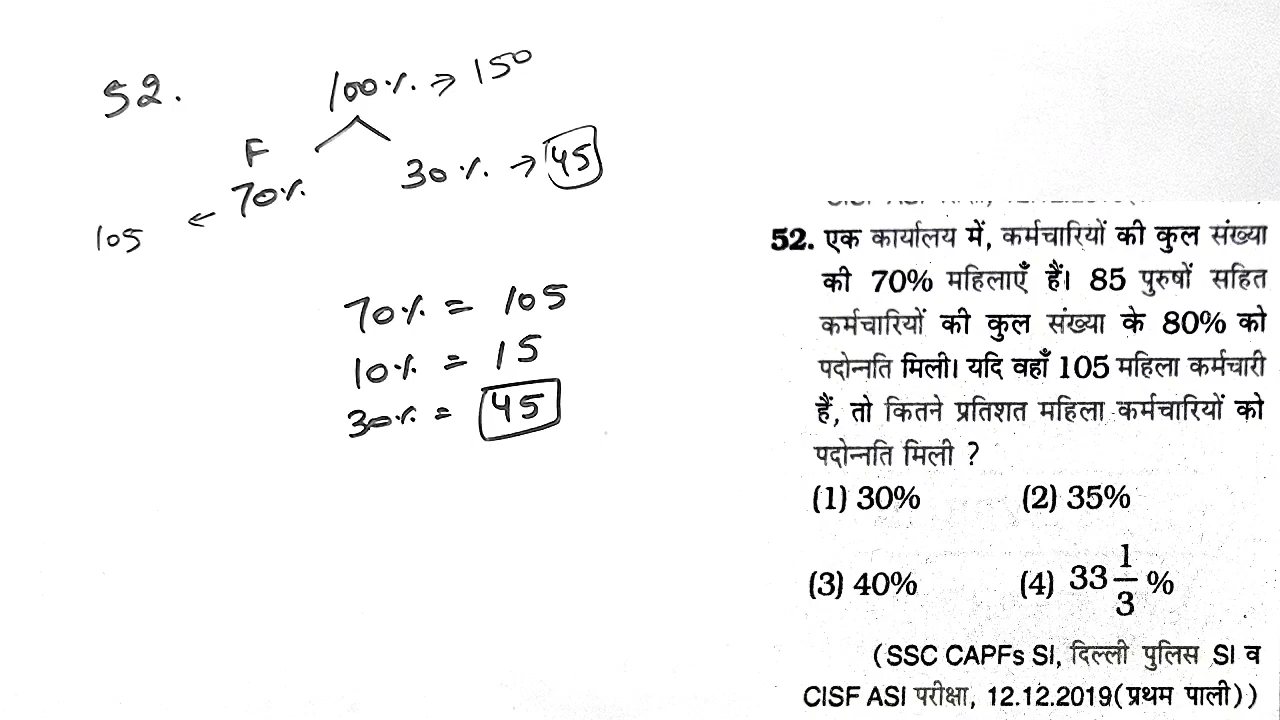 52.
100% ⇒ 150
F
70%
30% → 45
105 ←
70% = 105
10% = 15
30% = 45
52. एक कार्यालय में, कर्मचारियों की कुल संख्या
की 70% महिलाएँ हैं। 85 पुरुषों सहित
कर्मचारियों की कुल संख्या के 80% को
पदोन्नति मिली। यदि वहाँ 105 महिला कर्मचारी
हैं, तो कितने प्रतिशत महिला कर्मचारियों को
पदोन्नति मिली ?
(1) 30% (2) 35%
(3) 40% (4) 33 1/3 %
(SSC CAPFs SI, दिल्ली पुलिस SI व
CISF ASI परीक्षा, 12.12.2019(प्रथम पाली))